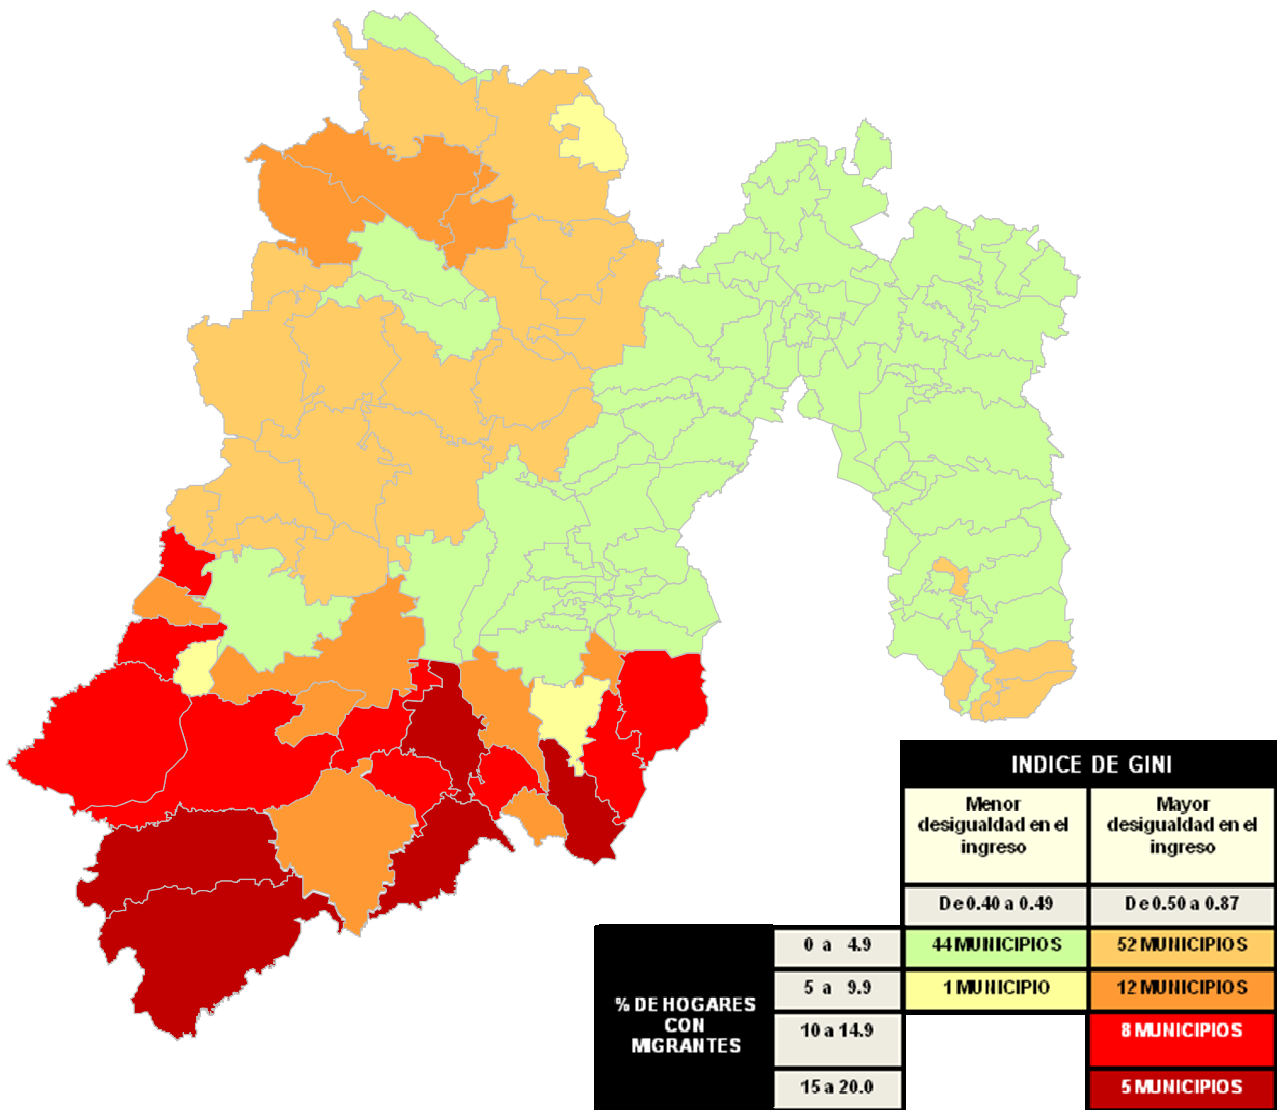 INDICE DE GINI
Menor
desigualdad en el
ingreso
Mayor
desigualdad en el
ingreso
De 0.40 a 0.49
De 0.50 a 0.87
% DE HOGARES
CON
MIGRANTES
0 a 4.9
44 MUNICIPIOS
52 MUNICIPIOS
5 a 9.9
1 MUNICIPIO
12 MUNICIPIOS
10 a 14.9
8 MUNICIPIOS
15 a 20.0
5 MUNICIPIOS